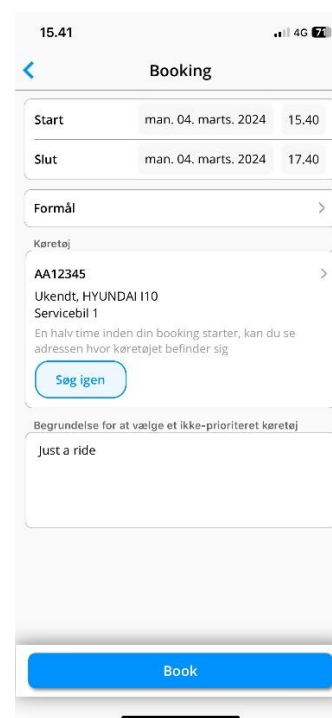 15.41
4G 71
Booking
Start man. 04. marts. 2024 15.40
Slut man. 04. marts. 2024 17.40
Formål
Køretøj
AA12345
Ukendt, HYUNDAI I10
Servicebil 1
En halv time inden din booking starter, kan du se
adressen hvor køretøjet befinder sig
Søg igen
Begrundelse for at vælge et ikke-prioriteret køretøj
Just a ride
Book